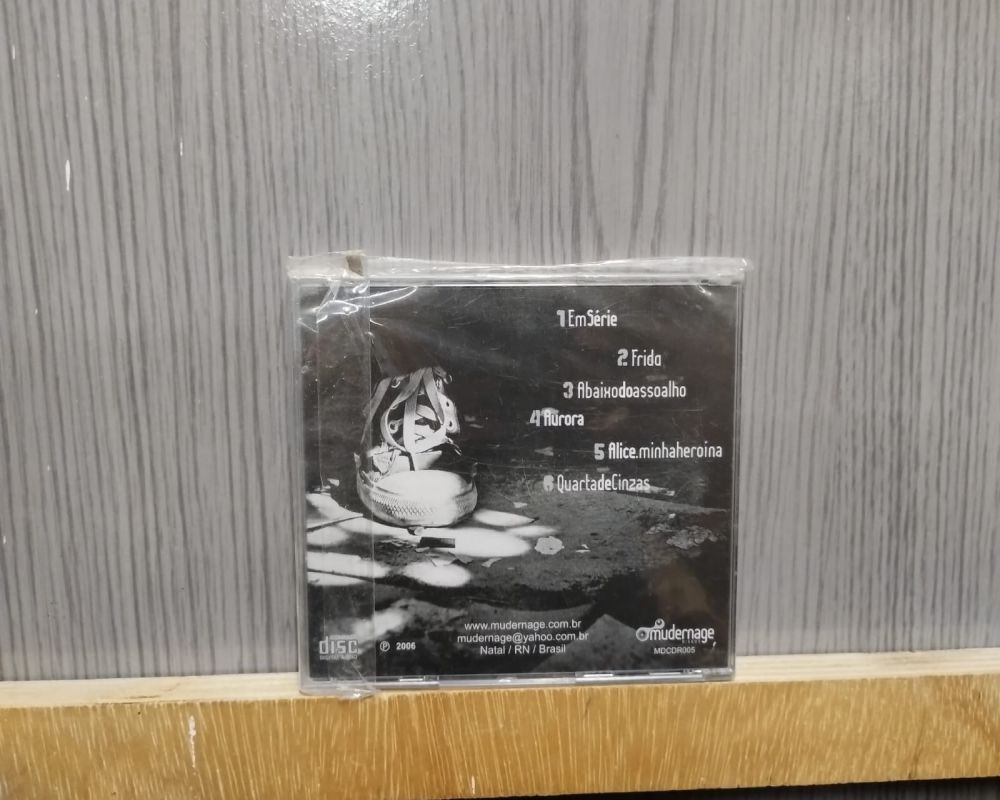 1 EmSérie
2 Frida
3 Abaixodoassoalho
4 Aurora
5 Alice.minhaheroina
6 QuartadeCinzas
www.mudernage.com.br
mudernage@yahoo.com.br
Natal / RN / Brasil
disc
℗ 2006
mudernage
MDCDR005